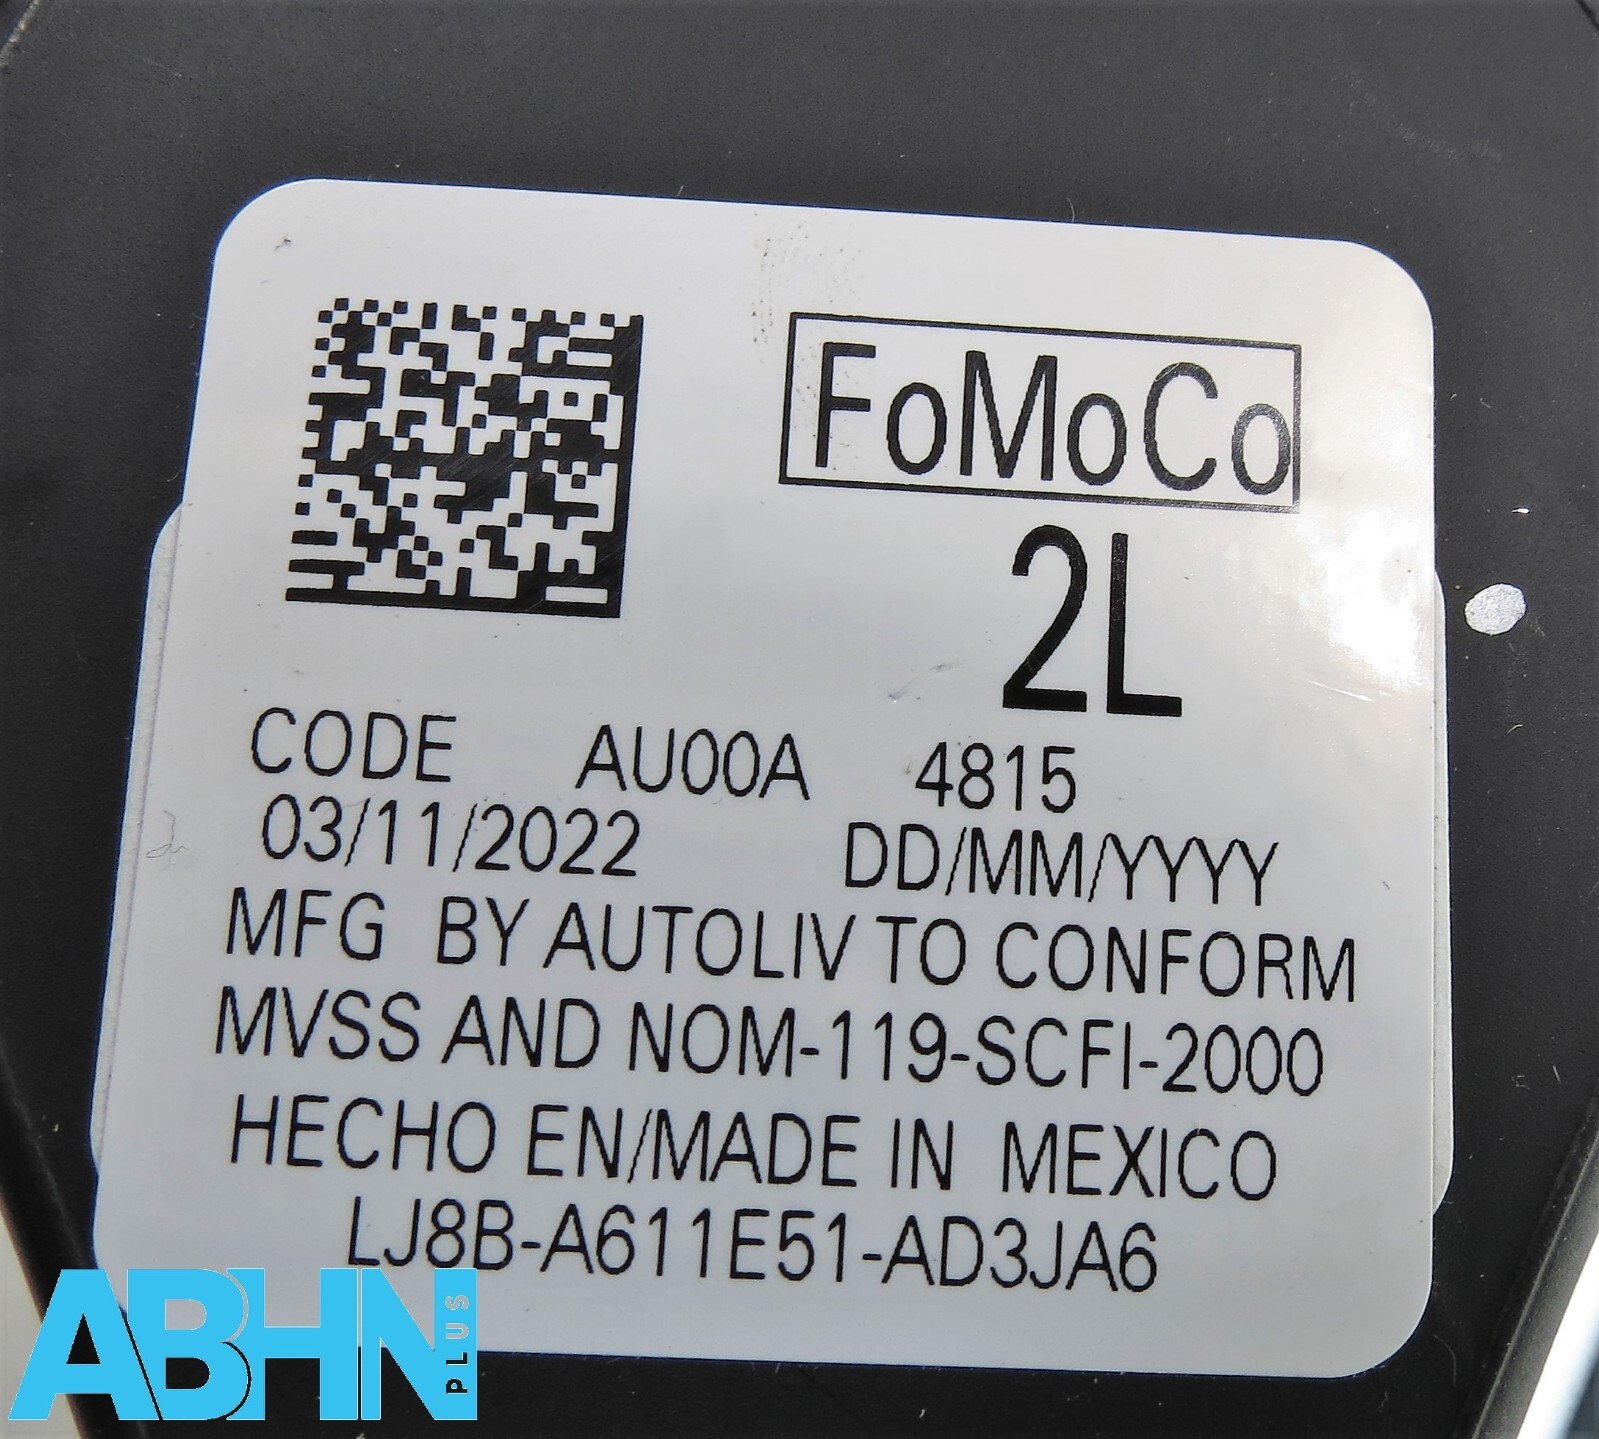 FoMoCo
2L
CODE AU00A 4815
03/11/2022 DD/MM/YYYY
MFG BY AUTOLIV TO CONFORM
MVSS AND NOM-119-SCFI-2000
HECHO EN/MADE IN MEXICO
LJ8B-A611E51-AD3JA6
ABHN PLUS